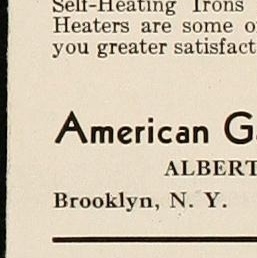 Self-Heating Irons
Heaters are some
you greater satisfact
American G
ALBERT
Brooklyn, N. Y.